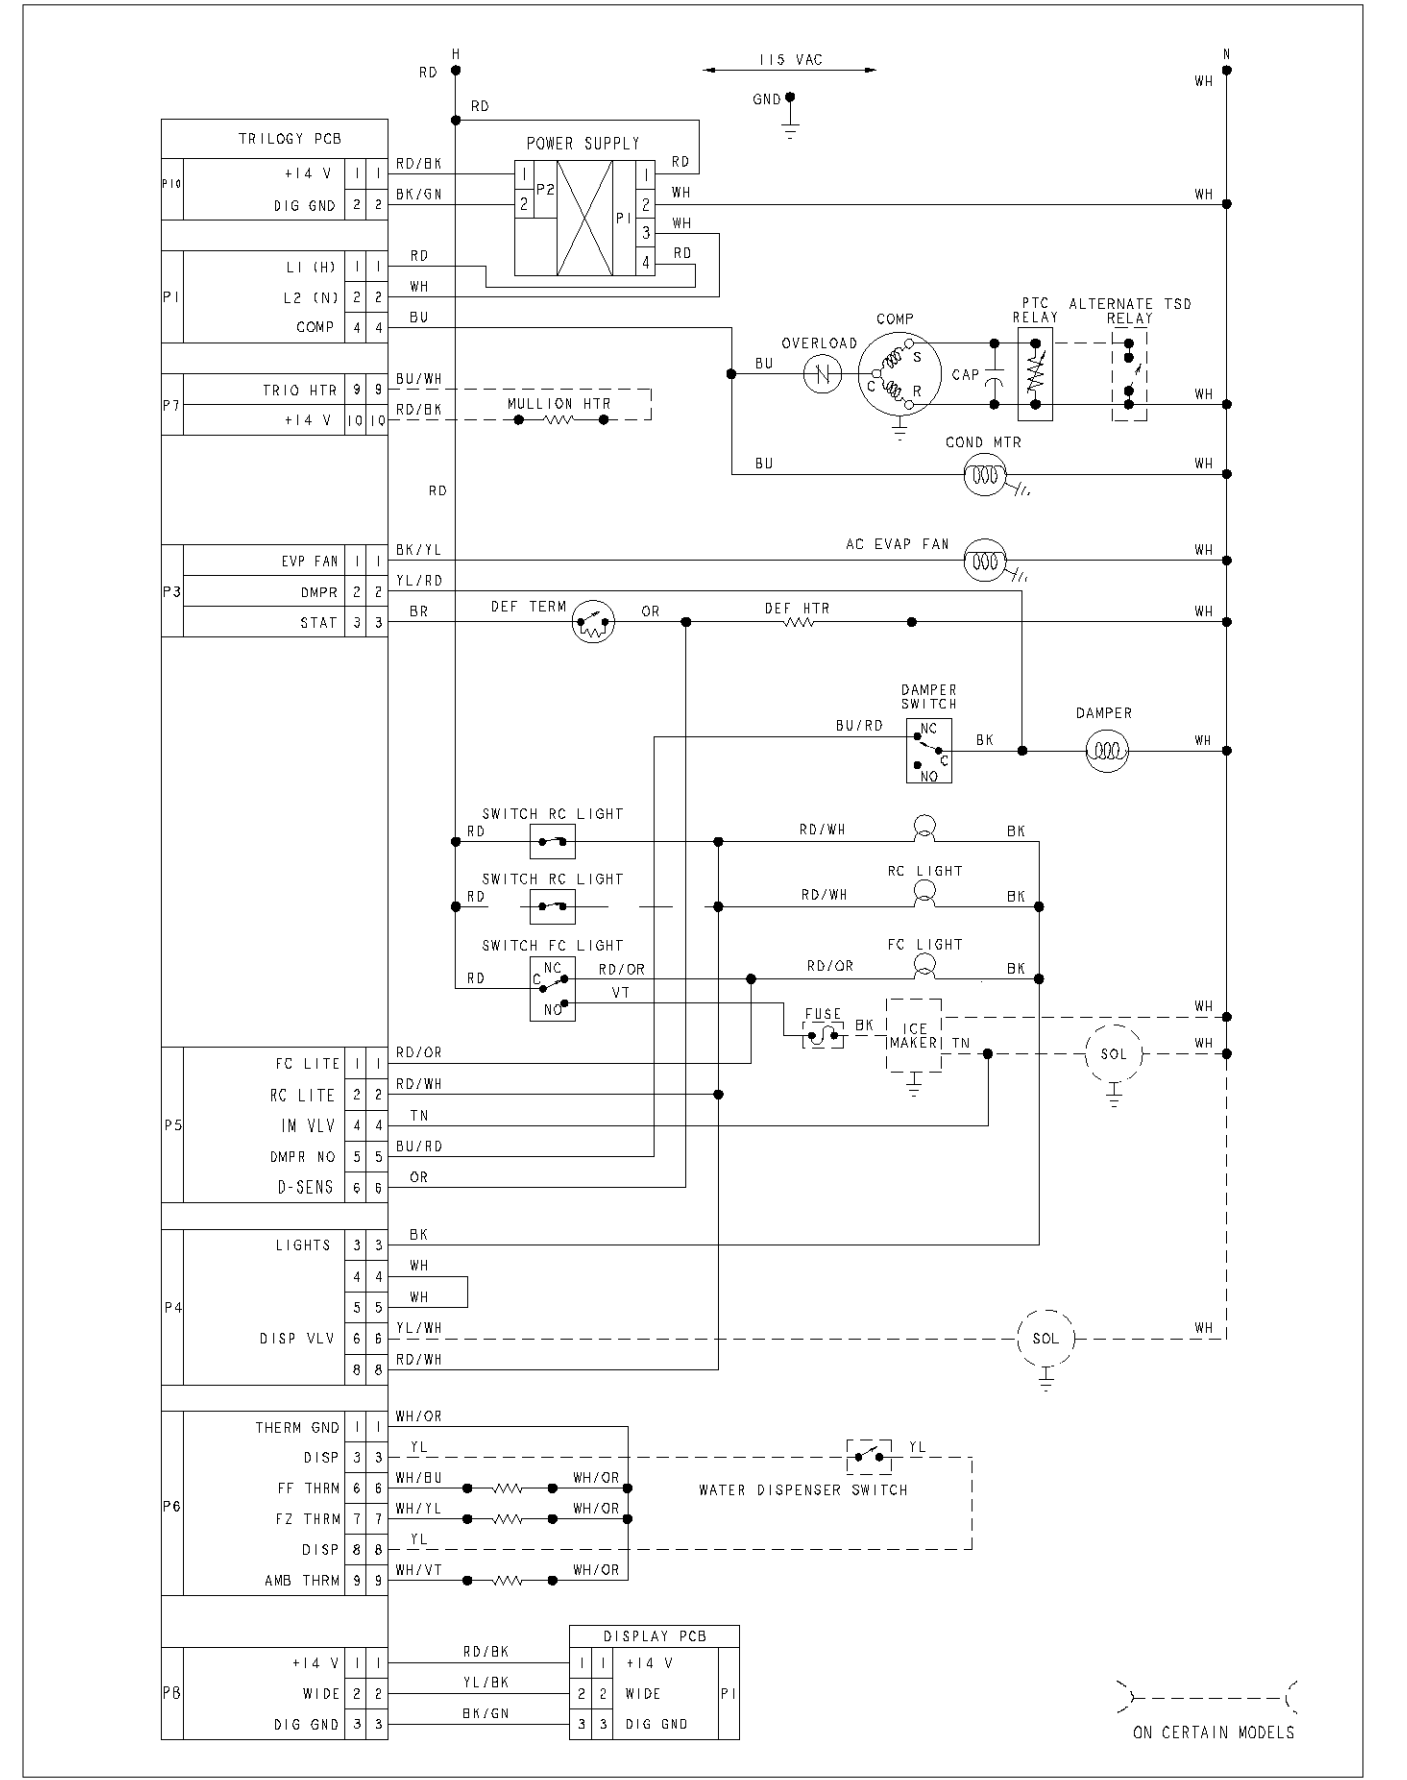 H
115 VAC
N
RD
WH
GND
RD
TRILOGY PCB
POWER SUPPLY
P10
+14 V 1 1 RD/BK
DIG GND 2 2 BK/GN
1 P2
2
P1
1 RD
2 WH
3 WH
4 RD
WH
P1
L1 (H) 1 1 RD
L2 (N) 2 2 WH
COMP 4 4 BU
PTC RELAY
ALTERNATE TSD RELAY
COMP
OVERLOAD
BU
S
C
R
CAP
WH
P7
TRIO HTR 9 9 BU/WH
+14 V 10 10 RD/BK
MULLION HTR
COND MTR
BU
WH
RD
P3
EVP FAN 1 1 BK/YL
AC EVAP FAN
WH
DMPR 2 2 YL/RD
STAT 3 3 BR
DEF TERM
OR
DEF HTR
WH
DAMPER SWITCH
DAMPER
BU/RD
NC
C
NO
BK
WH
SWITCH RC LIGHT
RD
RD/WH
BK
SWITCH RC LIGHT
RC LIGHT
RD
RD/WH
BK
SWITCH FC LIGHT
FC LIGHT
RD
C
NC
NO
RD/OR
RD/OR
BK
VT
FUSE
BK
ICE MAKER
WH
TN
SOL
WH
P5
FC LITE 1 1 RD/OR
RC LITE 2 2 RD/WH
IM VLV 4 4 TN
DMPR NO 5 5 BU/RD
D-SENS 6 6 OR
P4
LIGHTS 3 3 BK
4 4 WH
5 5 WH
DISP VLV 6 6 YL/WH
SOL
WH
8 8 RD/WH
P6
THERM GND 1 1 WH/OR
DISP 3 3 YL
YL
WATER DISPENSER SWITCH
FF THRM 6 6 WH/BU WH/OR
FZ THRM 7 7 WH/YL WH/OR
DISP 8 8 YL
AMB THRM 9 9 WH/VT WH/OR
DISPLAY PCB
P8
+14 V 1 1 RD/BK 1 1 +14 V
WIDE 2 2 YL/BK 2 2 WIDE
P1
DIG GND 3 3 BK/GN 3 3 DIG GND
ON CERTAIN MODELS